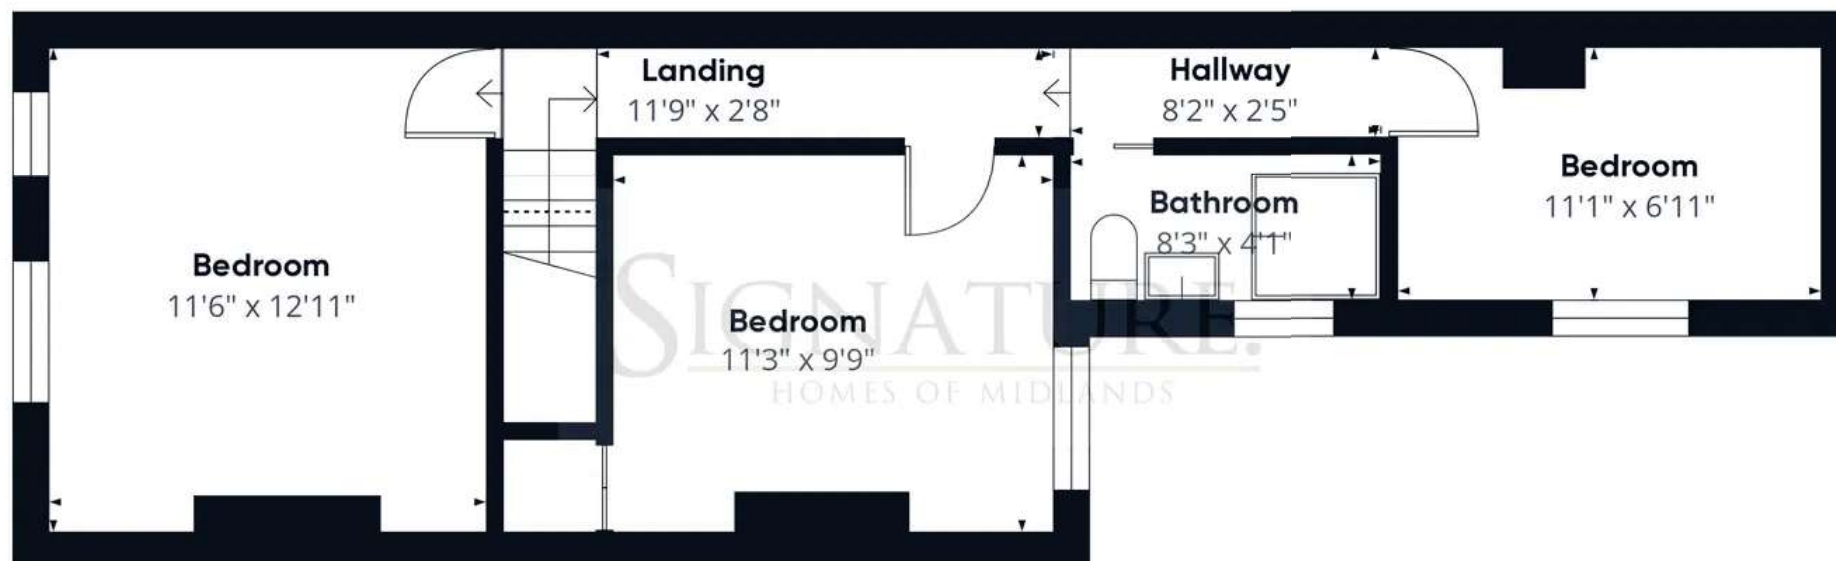 Landing
11'9" x 2'8"
Hallway
8'2" x 2'5"
Bedroom
11'1" x 6'11"
Bathroom
8'3" x 4'1"
Bedroom
11'6" x 12'11"
Bedroom
11'3" x 9'9"
SIGNATURE.
HOMES OF MIDLANDS